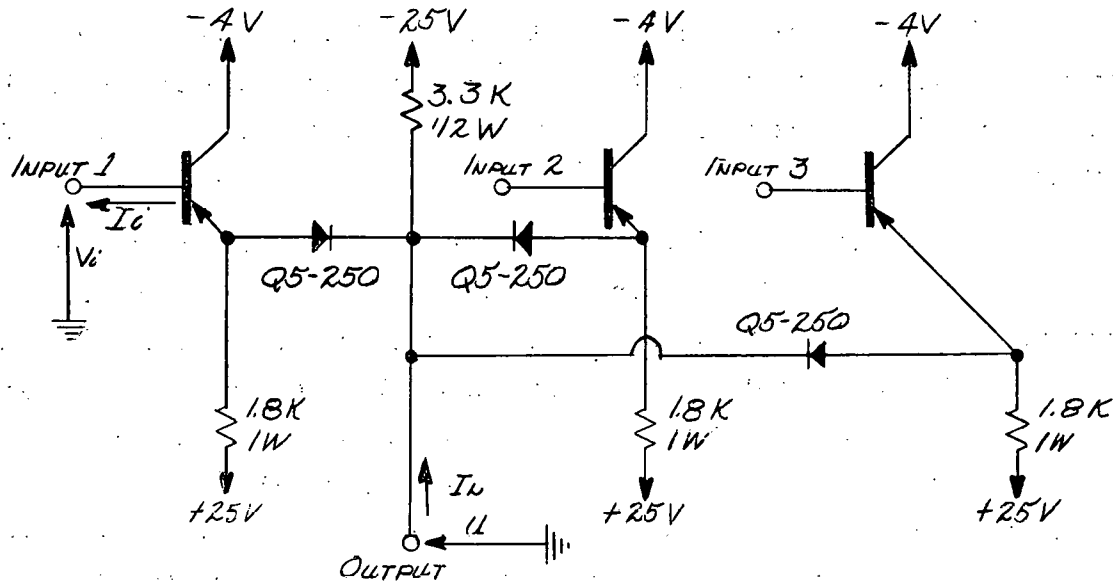 -4V
-25V
-4V
-4V
3.3K
1/2W
INPUT 1
INPUT 2
INPUT 3
Ii
Vi
Q5-250
Q5-250
Q5-250
1.8K
1W
1.8K
1W
1.8K
1W
+25V
+25V
+25V
OUTPUT